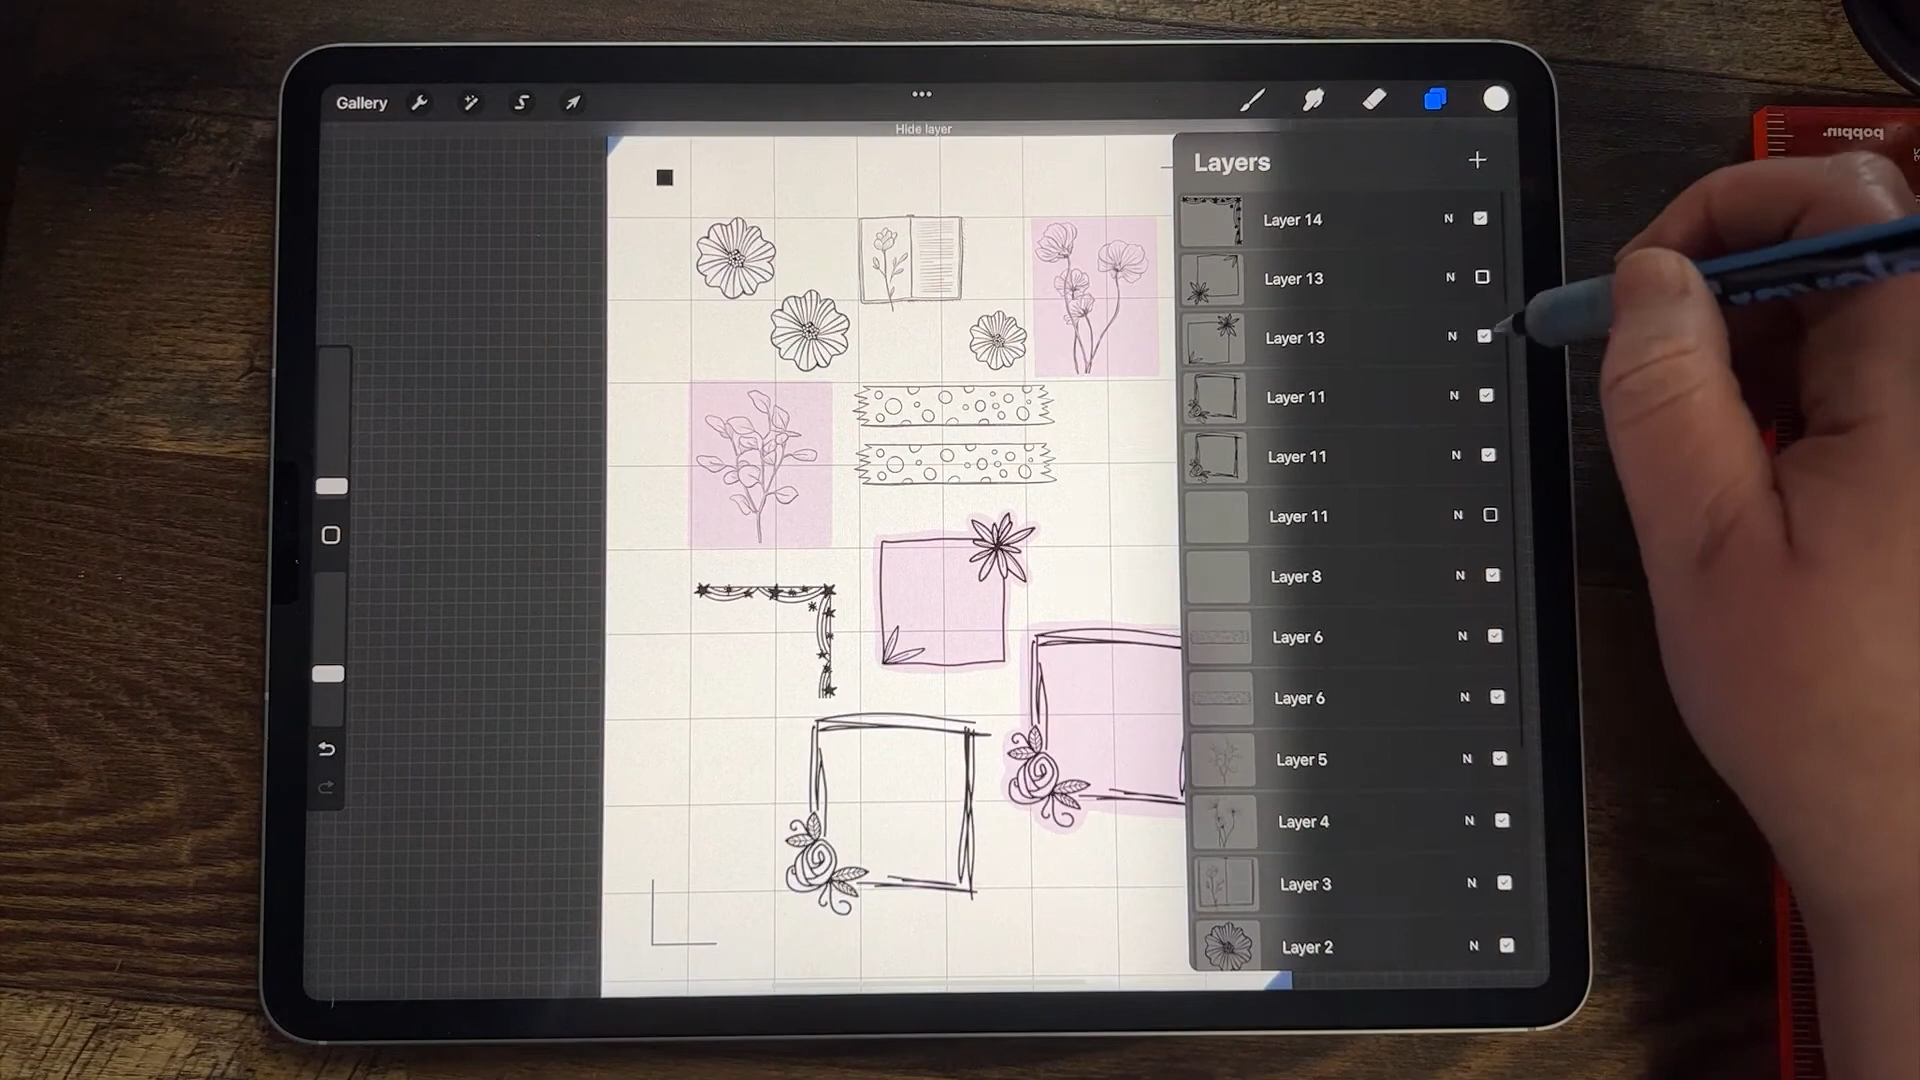 Gallery
Hide layer
Layers
Layer 14 N
Layer 13 N
Layer 13 N
Layer 11 N
Layer 11 N
Layer 11 N
Layer 8 N
Layer 6 N
Layer 6 N
Layer 5 N
Layer 4 N
Layer 3 N
Layer 2 N
poppin.